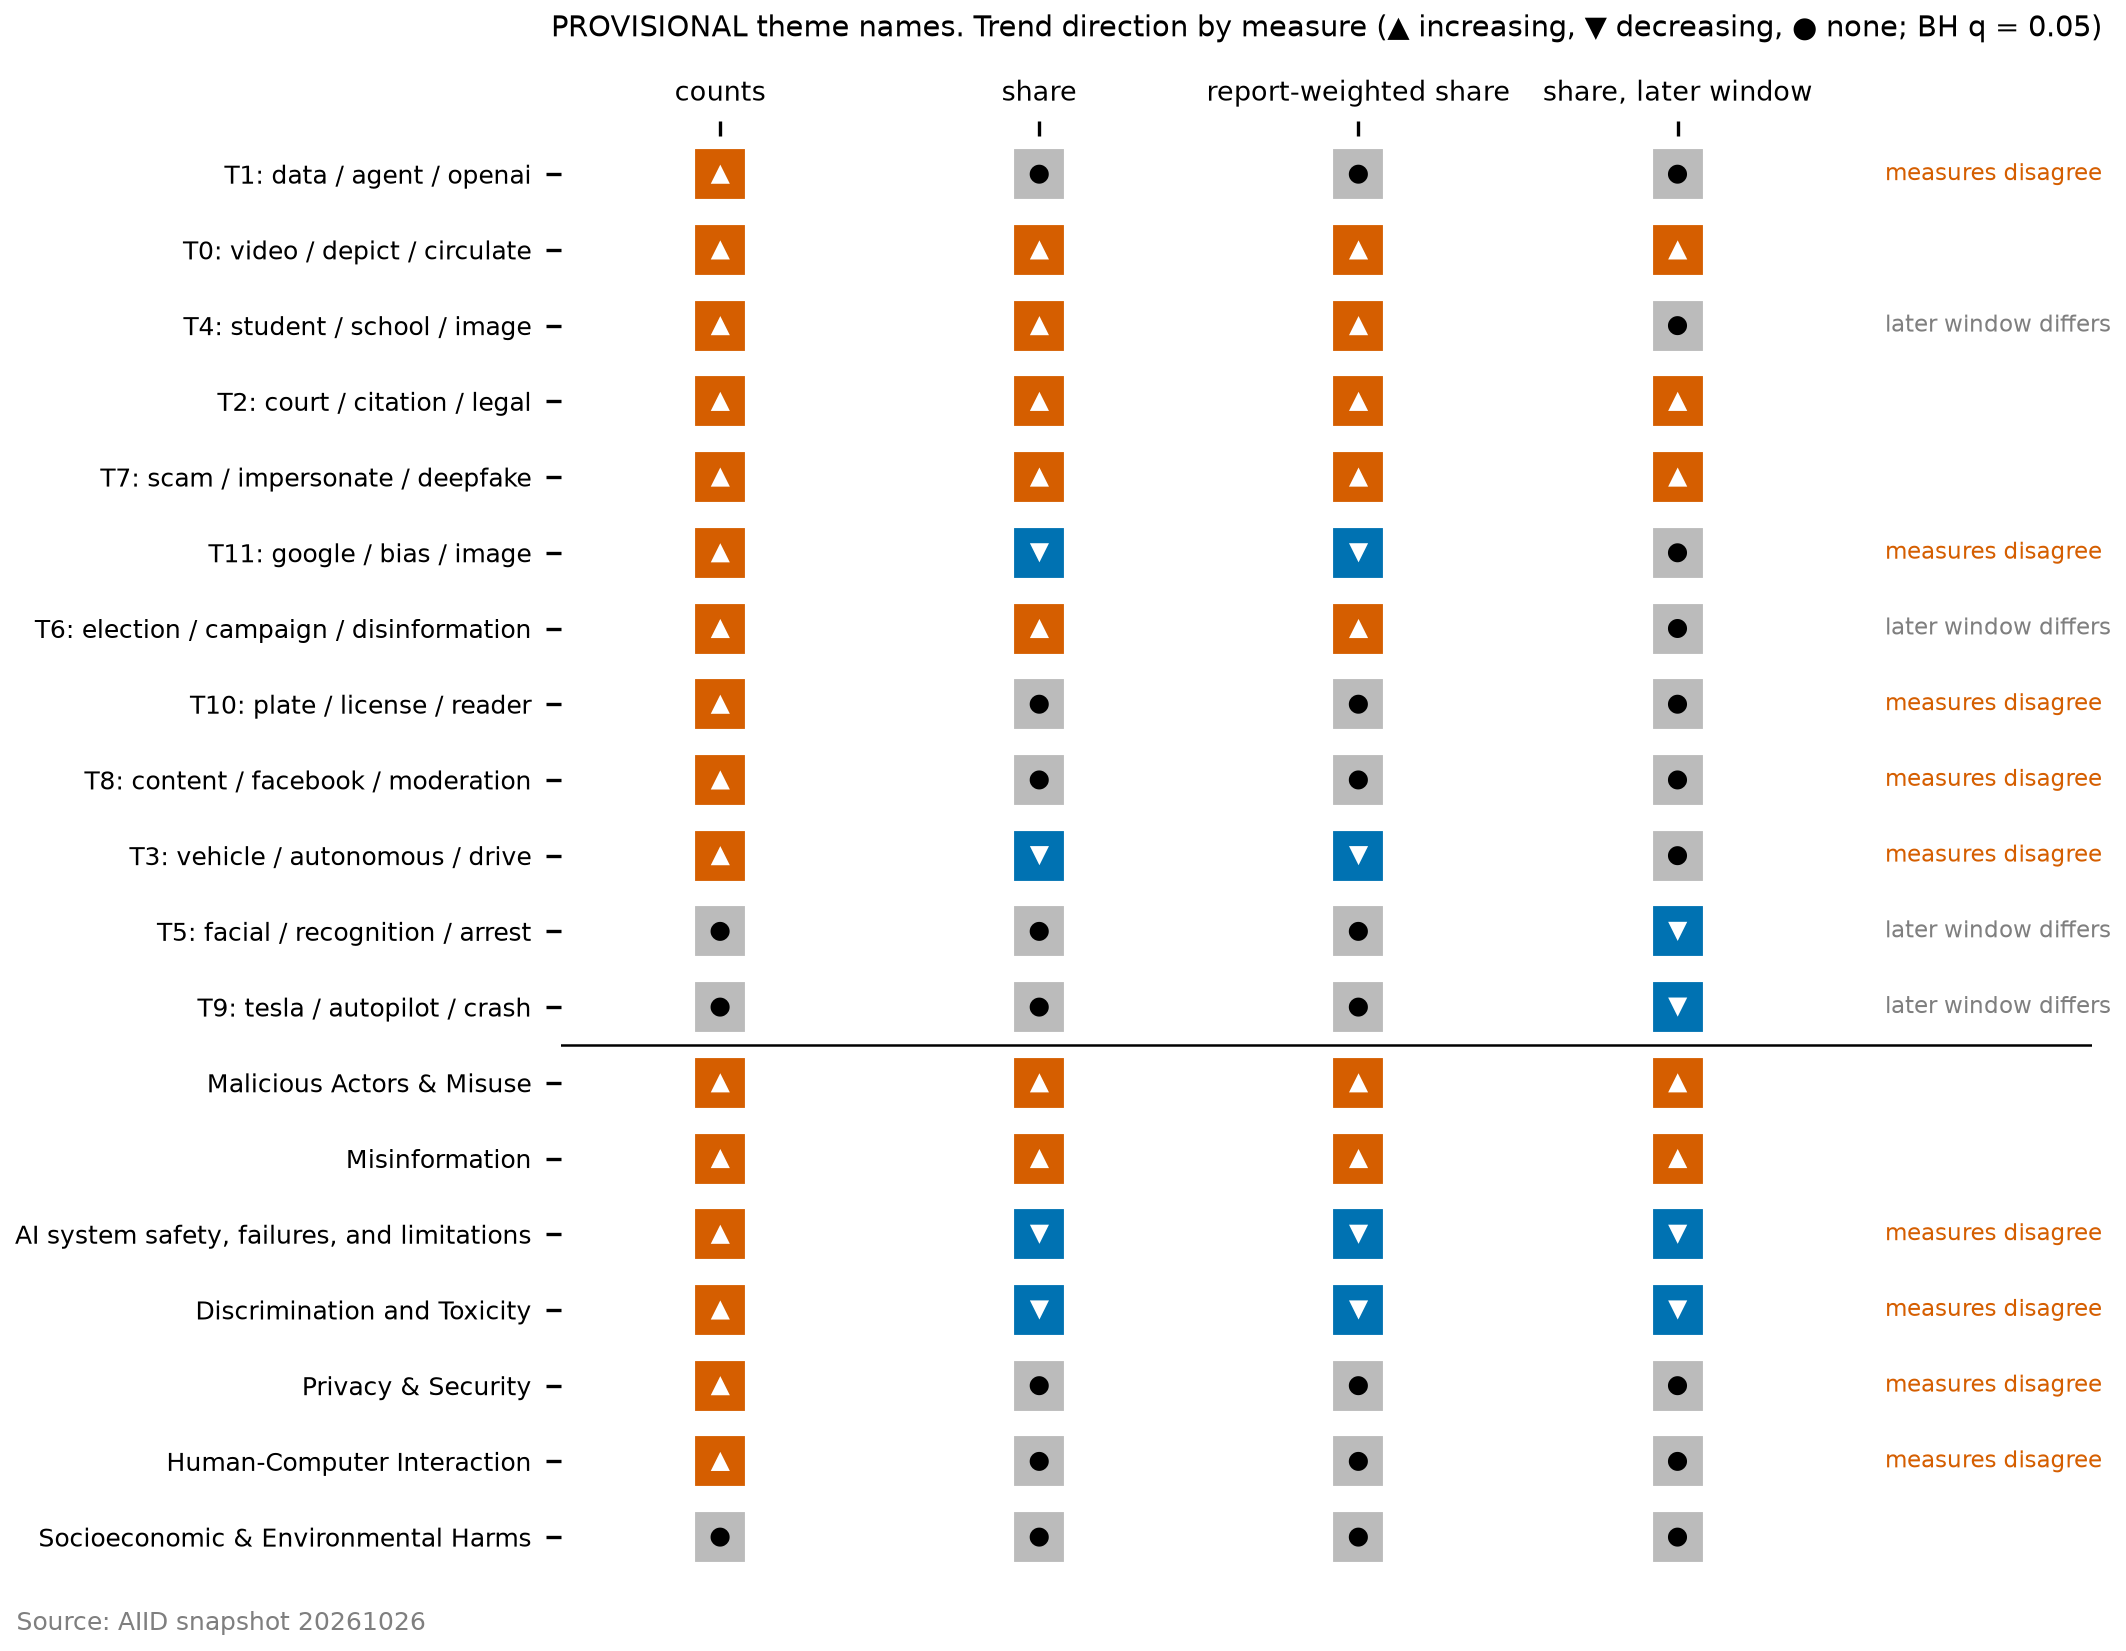 PROVISIONAL theme names. Trend direction by measure (▲ increasing, ▼ decreasing, ● none; BH q = 0.05)
counts share report-weighted share share, later window
T1: data / agent / openai measures disagree
T0: video / depict / circulate
T4: student / school / image later window differs
T2: court / citation / legal
T7: scam / impersonate / deepfake
T11: google / bias / image measures disagree
T6: election / campaign / disinformation later window differs
T10: plate / license / reader measures disagree
T8: content / facebook / moderation measures disagree
T3: vehicle / autonomous / drive measures disagree
T5: facial / recognition / arrest later window differs
T9: tesla / autopilot / crash later window differs
Malicious Actors & Misuse
Misinformation
AI system safety, failures, and limitations measures disagree
Discrimination and Toxicity measures disagree
Privacy & Security measures disagree
Human-Computer Interaction measures disagree
Socioeconomic & Environmental Harms
Source: AIID snapshot 20261026